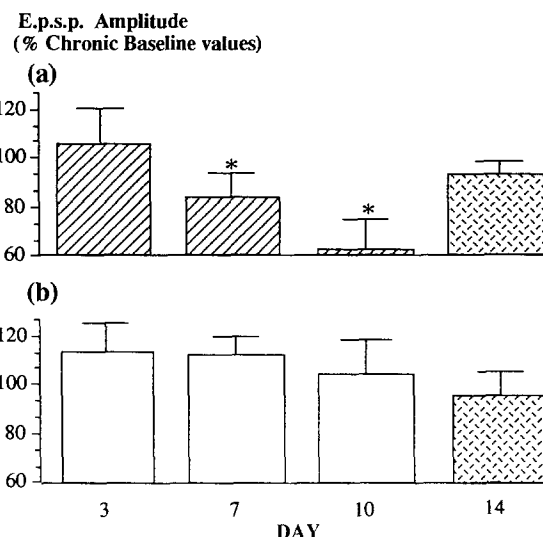 E.p.s.p. Amplitude
(% Chronic Baseline values)
(a)
120
100
80
60
*
*
(b)
120
100
80
60
3 7 10 14
DAY